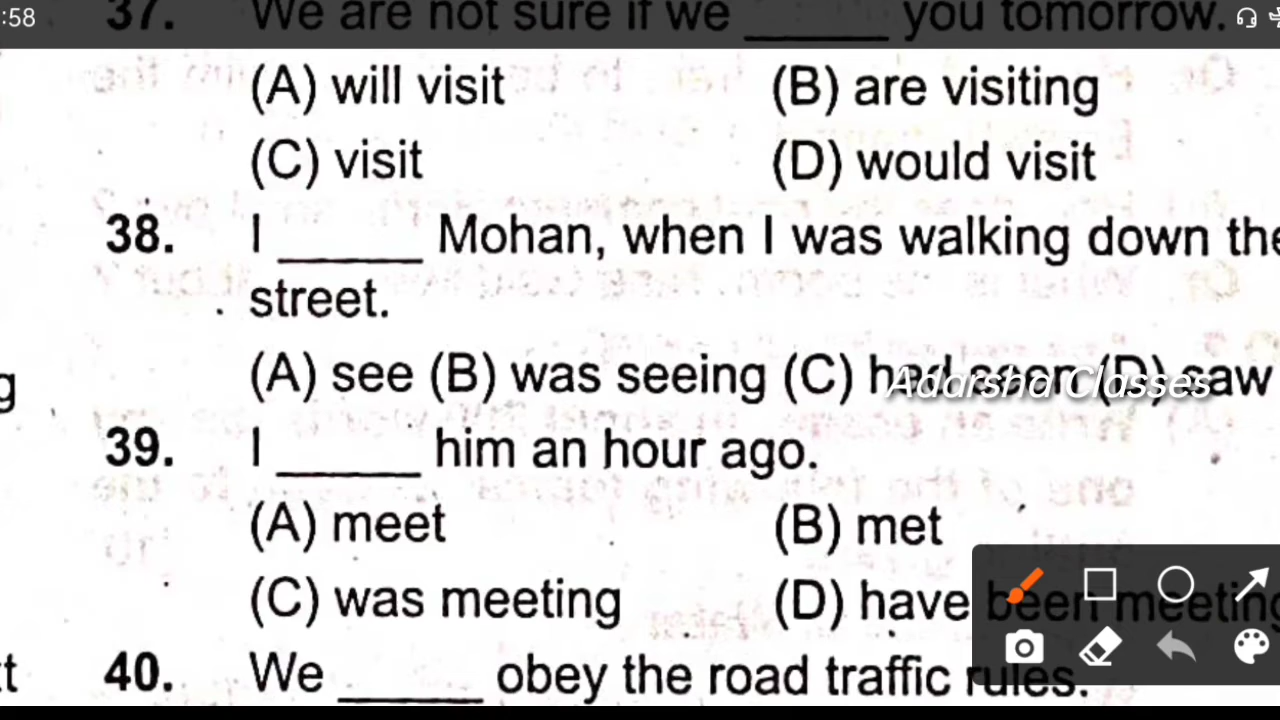 :58
37. We are not sure if we ______ you tomorrow.
(A) will visit (B) are visiting
(C) visit (D) would visit
38. I ______ Mohan, when I was walking down the
street.
(A) see (B) was seeing (C) had seen (D) saw
Adarsha Classes
g
39. I ______ him an hour ago.
(A) meet (B) met
(C) was meeting (D) have been meeting
t 40. We ______ obey the road traffic rules.